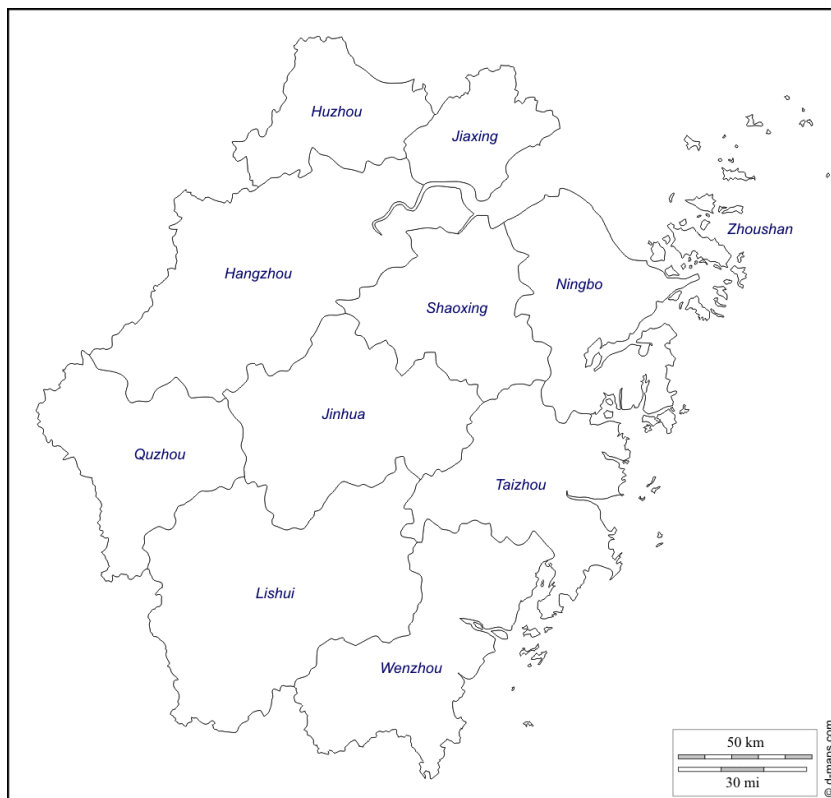 Huzhou
Jiaxing
Zhoushan
Hangzhou
Ningbo
Shaoxing
Jinhua
Quzhou
Taizhou
Lishui
Wenzhou
50 km
30 mi
© d-maps.com